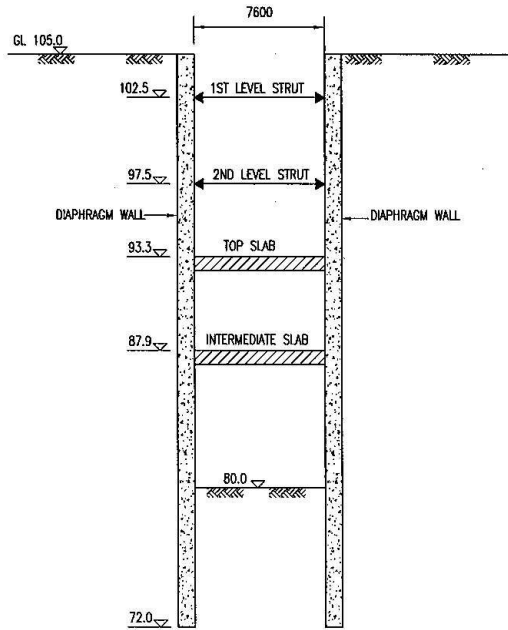 7600
GL 105.0
102.5
1ST LEVEL STRUT
97.5
2ND LEVEL STRUT
DIAPHRAGM WALL
DIAPHRAGM WALL
93.3
TOP SLAB
87.9
INTERMEDIATE SLAB
80.0
72.0